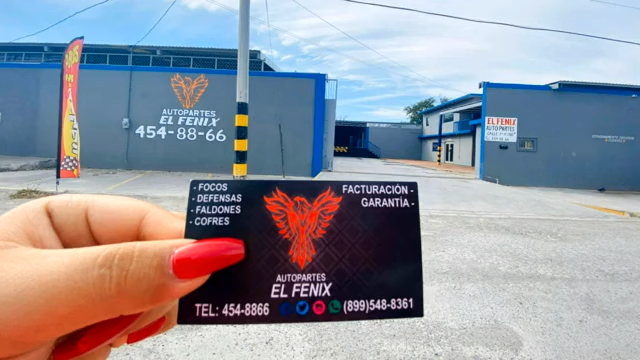 AUTOPARTES
EL FENIX
454-88-66
EL FENIX
AUTO PARTES
- FOCOS
- DEFENSAS
- FALDONES
- COFRES
FACTURACIÓN -
GARANTÍA -
AUTOPARTES
EL FENIX
TEL: 454-8866
(899)548-8361